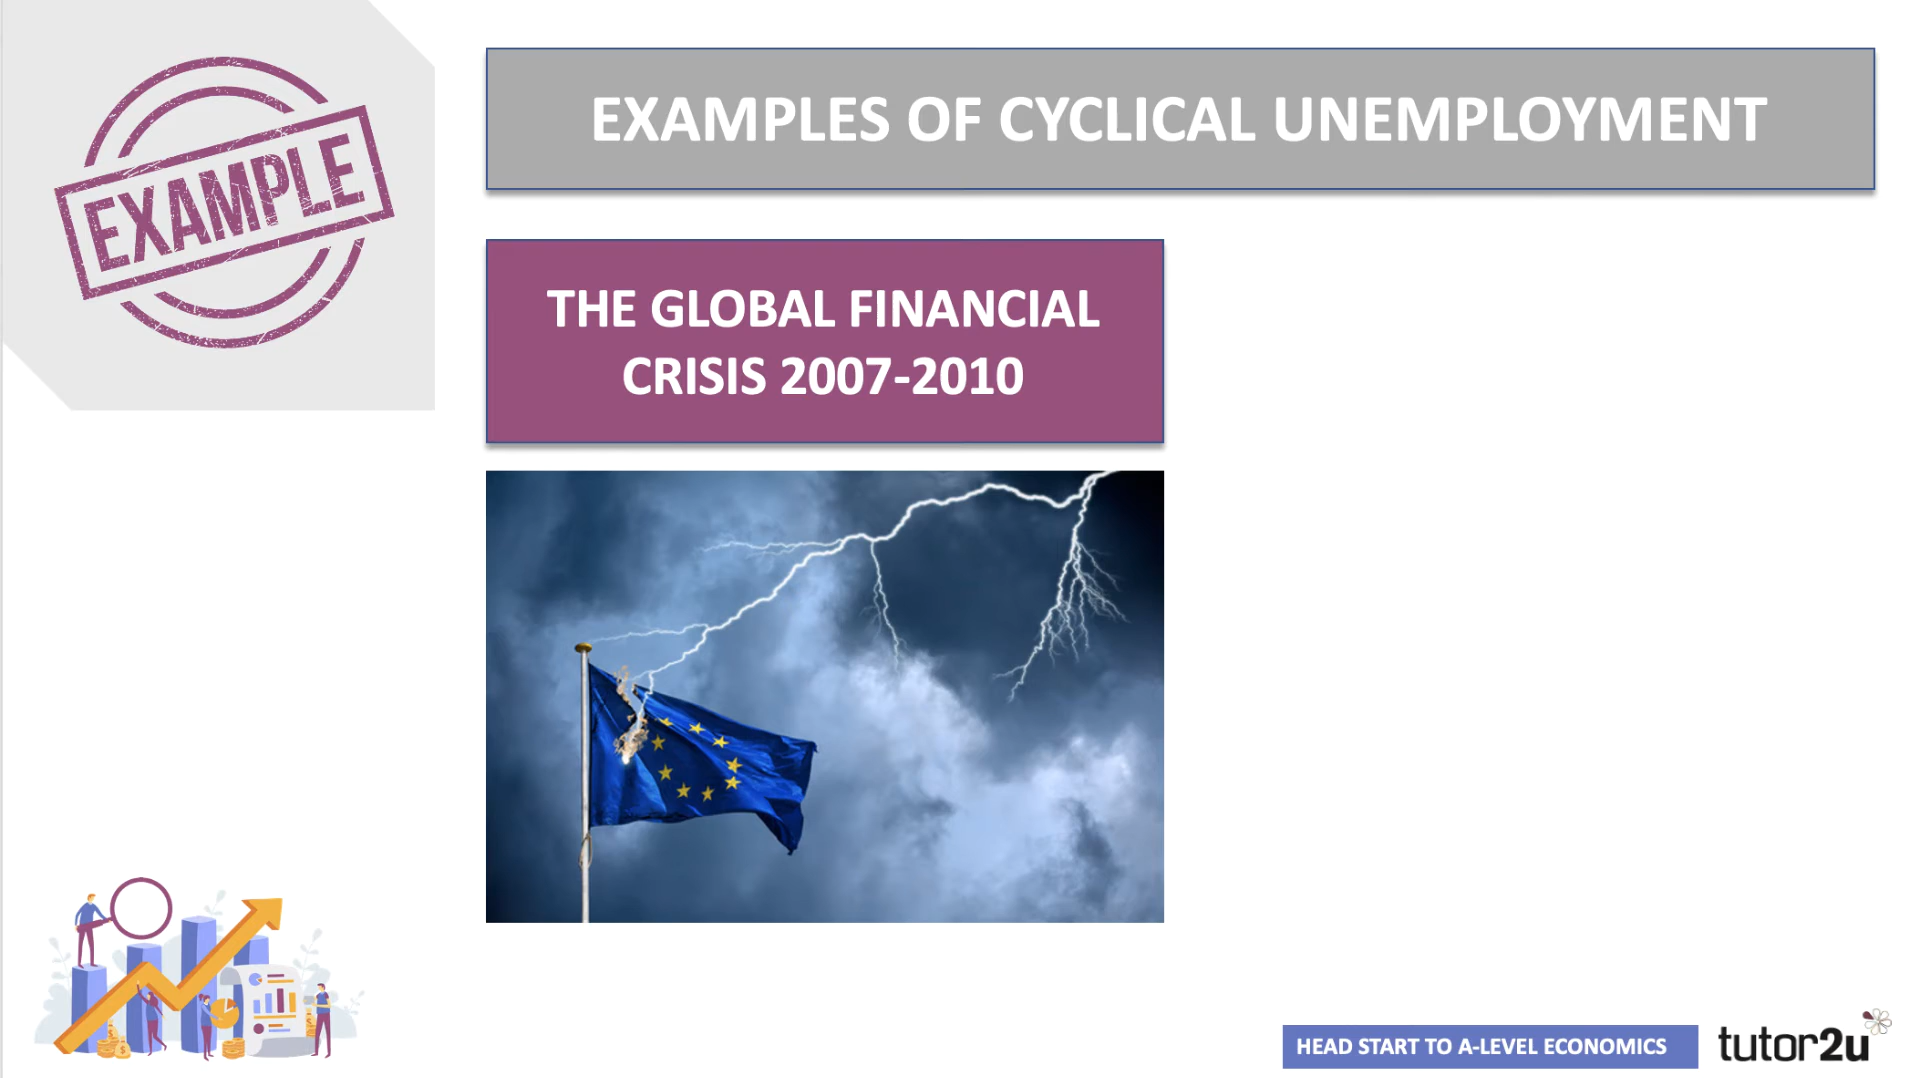 EXAMPLE
EXAMPLES OF CYCLICAL UNEMPLOYMENT
THE GLOBAL FINANCIAL
CRISIS 2007-2010
HEAD START TO A-LEVEL ECONOMICS
tutor2u